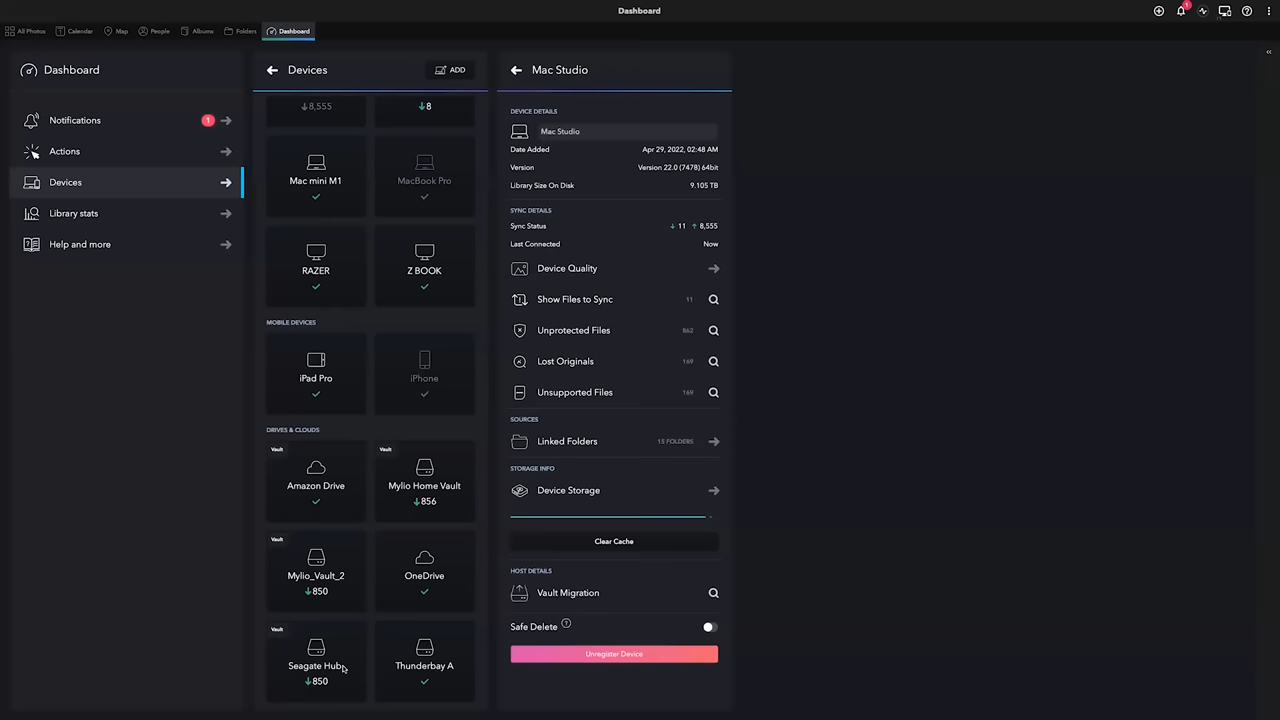 Dashboard
1
All Photos
Calendar
Map
People
Albums
Folders
Dashboard
Dashboard
Notifications
1
Actions
Devices
Library stats
Help and more
Devices
ADD
8,555
8
Mac mini M1
MacBook Pro
RAZER
Z BOOK
MOBILE DEVICES
iPad Pro
iPhone
DRIVES & CLOUDS
Vault
Amazon Drive
Vault
Mylio Home Vault
856
Vault
Mylio_Vault_2
850
OneDrive
Vault
Seagate Hub
850
Thunderbay A
Mac Studio
DEVICE DETAILS
Mac Studio
Date Added Apr 29, 2022, 02:48 AM
Version Version 22.0 (7478) 64bit
Library Size On Disk 9.105 TB
SYNC DETAILS
Sync Status 11 8,555
Last Connected Now
Device Quality
Show Files to Sync 11
Unprotected Files 862
Lost Originals 169
Unsupported Files 169
SOURCES
Linked Folders 15 FOLDERS
STORAGE INFO
Device Storage
Clear Cache
HOST DETAILS
Vault Migration
Safe Delete ?
Unregister Device